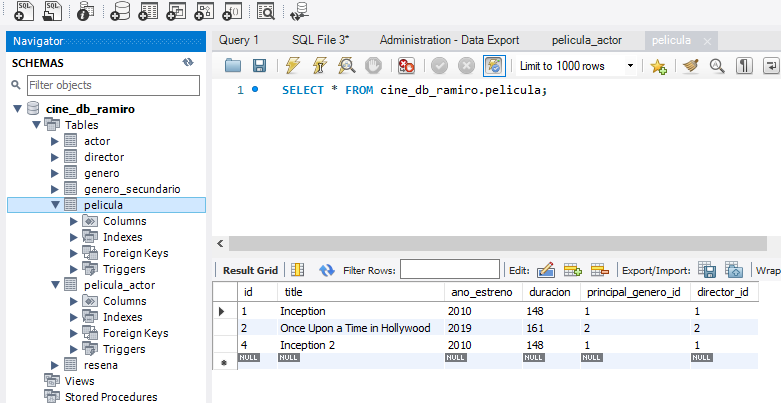 SQL SQL
Query 1 SQL File 3* Administration - Data Export pelicula_actor pelicula
Navigator
SCHEMAS
Filter objects
cine_db_ramiro
Tables
actor
director
genero
genero_secundario
pelicula
Columns
Indexes
Foreign Keys
Triggers
pelicula_actor
Columns
Indexes
Foreign Keys
Triggers
resena
Views
Stored Procedures
Limit to 1000 rows
1 SELECT * FROM cine_db_ramiro.pelicula;
Result Grid Filter Rows: Edit: Export/Import: Wrap
id title ano_estreno duracion principal_genero_id director_id
1 Inception 2010 148 1 1
2 Once Upon a Time in Hollywood 2019 161 2 2
4 Inception 2 2010 148 1 1
NULL NULL NULL NULL NULL NULL